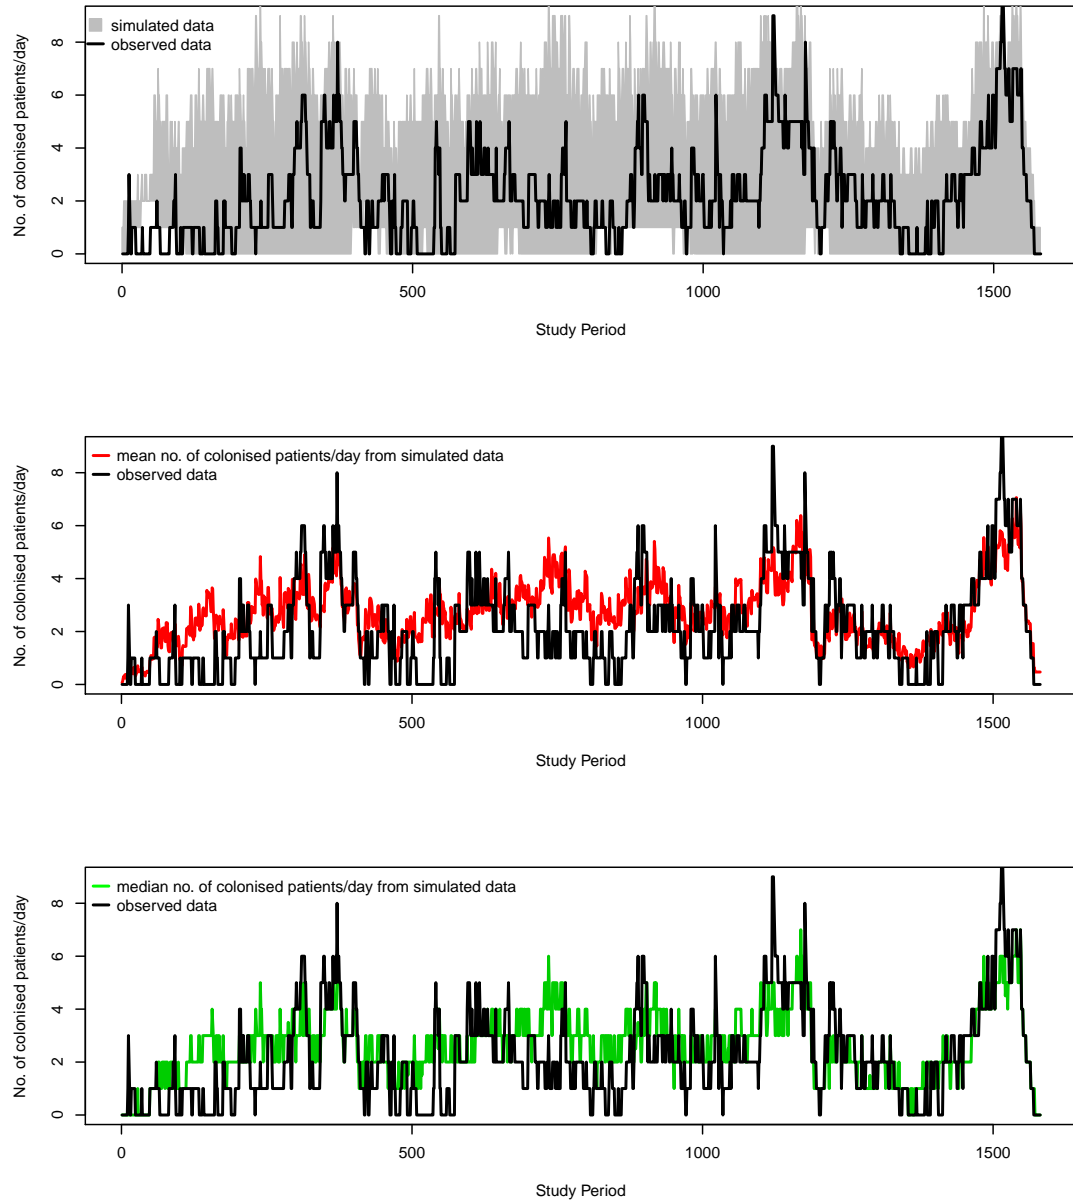 simulated data
observed data
No. of colonised patients/day
0 2 4 6 8
0 500 1000 1500
Study Period
mean no. of colonised patients/day from simulated data
observed data
No. of colonised patients/day
0 2 4 6 8
0 500 1000 1500
Study Period
median no. of colonised patients/day from simulated data
observed data
No. of colonised patients/day
0 2 4 6 8
0 500 1000 1500
Study Period